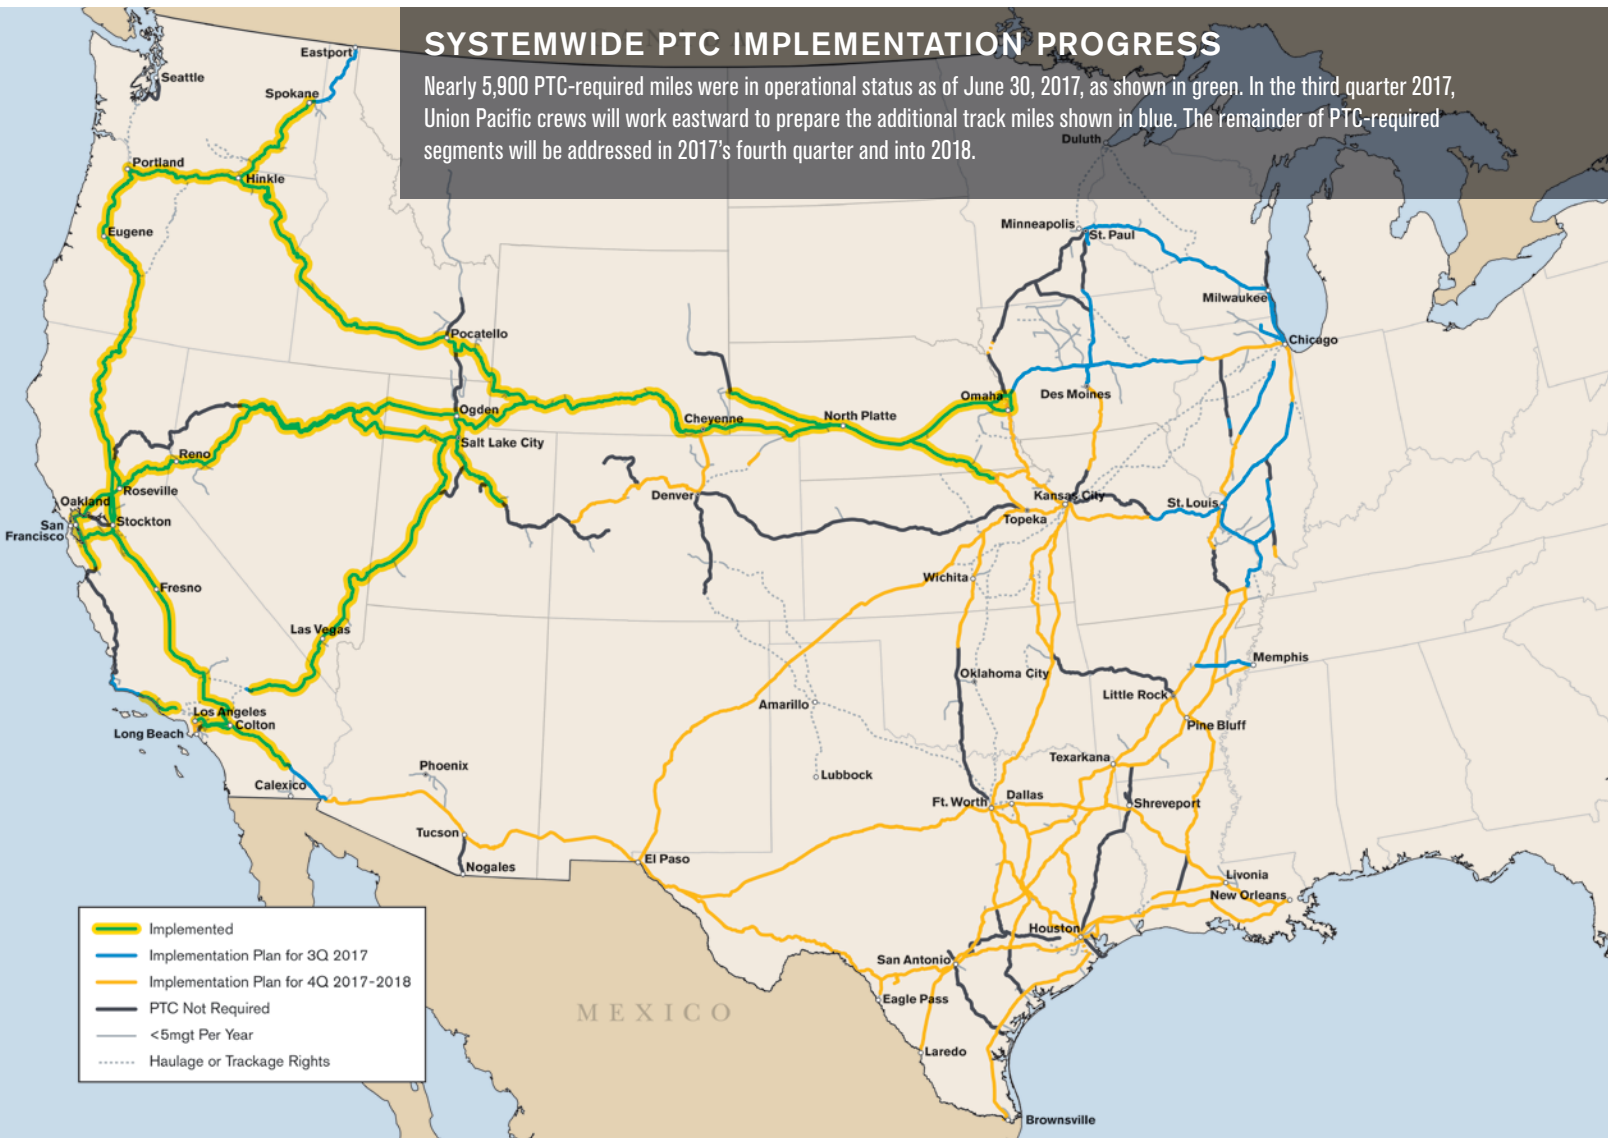 SYSTEMWIDE PTC IMPLEMENTATION PROGRESS
Nearly 5,900 PTC-required miles were in operational status as of June 30, 2017, as shown in green. In the third quarter 2017,
Union Pacific crews will work eastward to prepare the additional track miles shown in blue. The remainder of PTC-required
segments will be addressed in 2017's fourth quarter and into 2018.
Eastport
Seattle
Spokane
Duluth
Portland
Hinkle
Eugene
Minneapolis
St. Paul
Milwaukee
Pocatello
Chicago
Omaha
Des Moines
Ogden
Cheyenne
North Platte
Salt Lake City
Reno
Roseville
Denver
Kansas City
Oakland
St. Louis
San
Francisco
Stockton
Topeka
Wichita
Fresno
Las Vegas
Memphis
Oklahoma City
Little Rock
Amarillo
Los Angeles
Colton
Pine Bluff
Long Beach
Texarkana
Phoenix
Lubbock
Calexico
Ft. Worth
Dallas
Shreveport
Tucson
El Paso
Nogales
Livonia
New Orleans
Houston
San Antonio
Eagle Pass
Laredo
Brownsville
MEXICO
Implemented
Implementation Plan for 3Q 2017
Implementation Plan for 4Q 2017-2018
PTC Not Required
<5mgt Per Year
Haulage or Trackage Rights